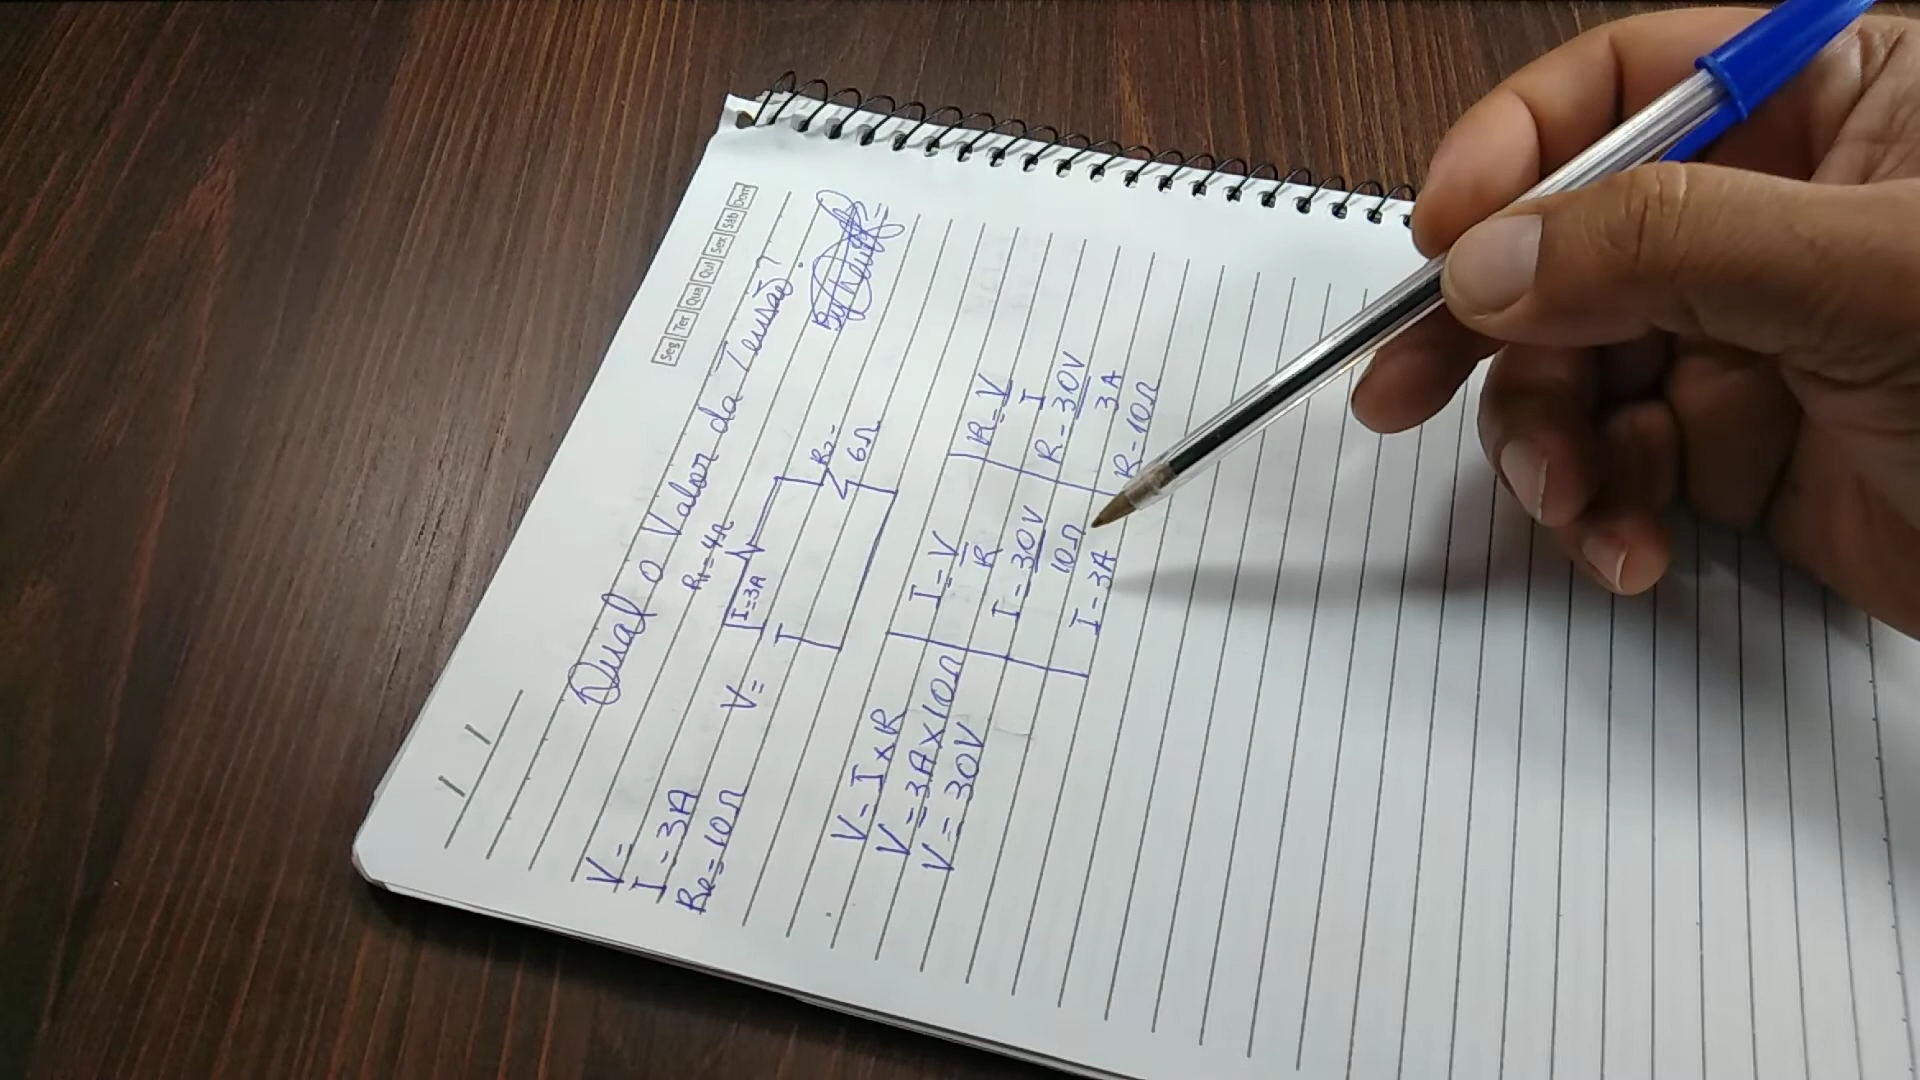 Seg Ter Qua Qui Sex Sáb Dom
/ /
Qual o Valor da Tensão?
V=
I=3A
Re=10Ω
R1=4Ω
I=3A
V=
R2=
6Ω
V=I×R
V=3A×10Ω
V=30V
I=V
R
I=30V
10Ω
I=3A
R=V
I
R=30V
3A
R=10Ω